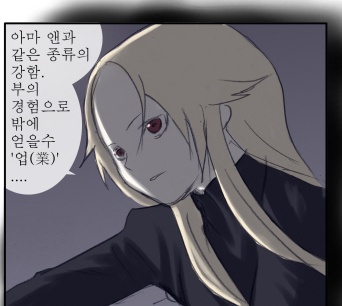 아마 앤과
같은 종류의
강함.
부의
경험으로
밖에
얻을수
'업(業)'
....